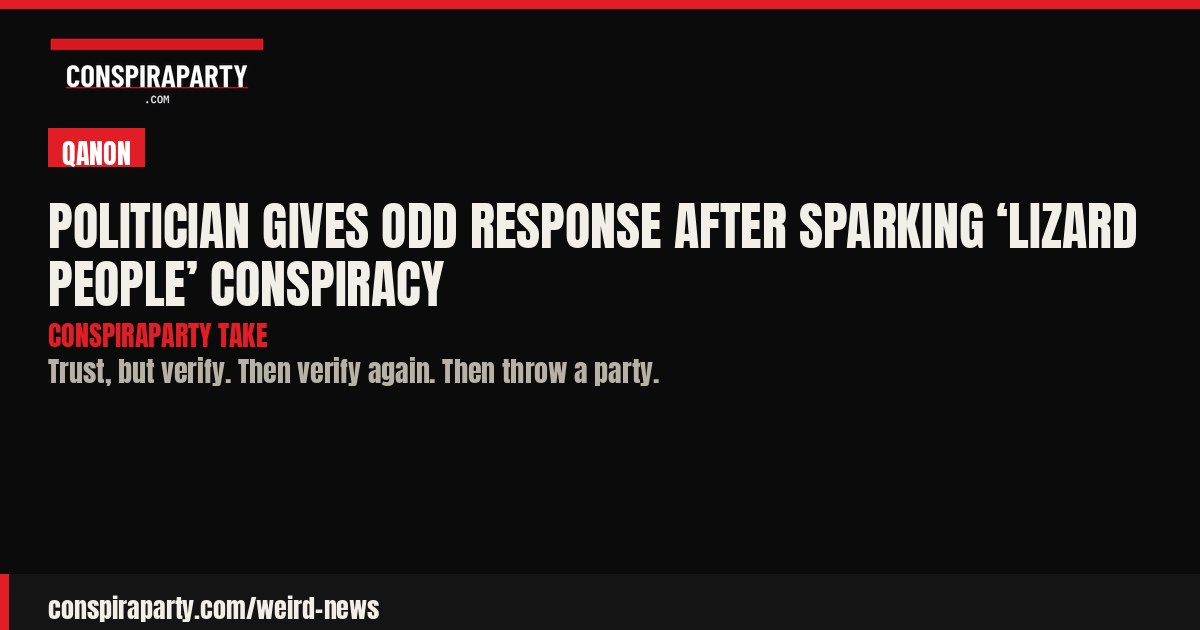 CONSPIRAPARTY
.COM
QANON
POLITICIAN GIVES ODD RESPONSE AFTER SPARKING ‘LIZARD
PEOPLE’ CONSPIRACY
CONSPIRAPARTY TAKE
Trust, but verify. Then verify again. Then throw a party.
conspiraparty.com/weird-news